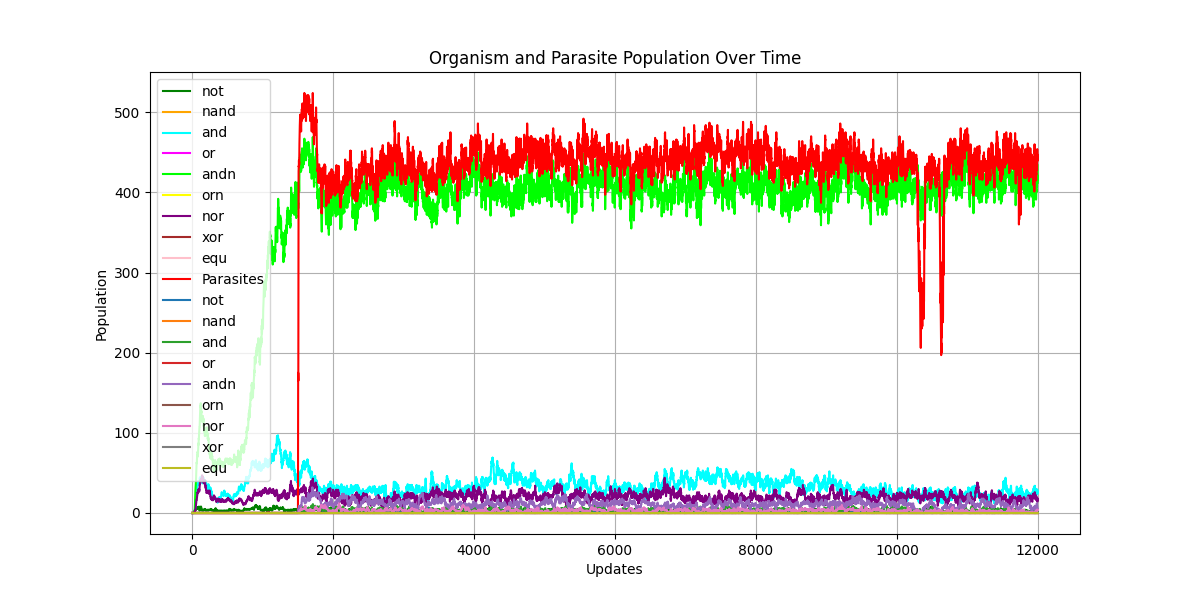 Organism and Parasite Population Over Time
not
nand
and
or
andn
orn
nor
xor
equ
Parasites
not
nand
and
or
andn
orn
nor
xor
equ
500
400
300
200
100
0
Population
0 2000 4000 6000 8000 10000 12000
Updates